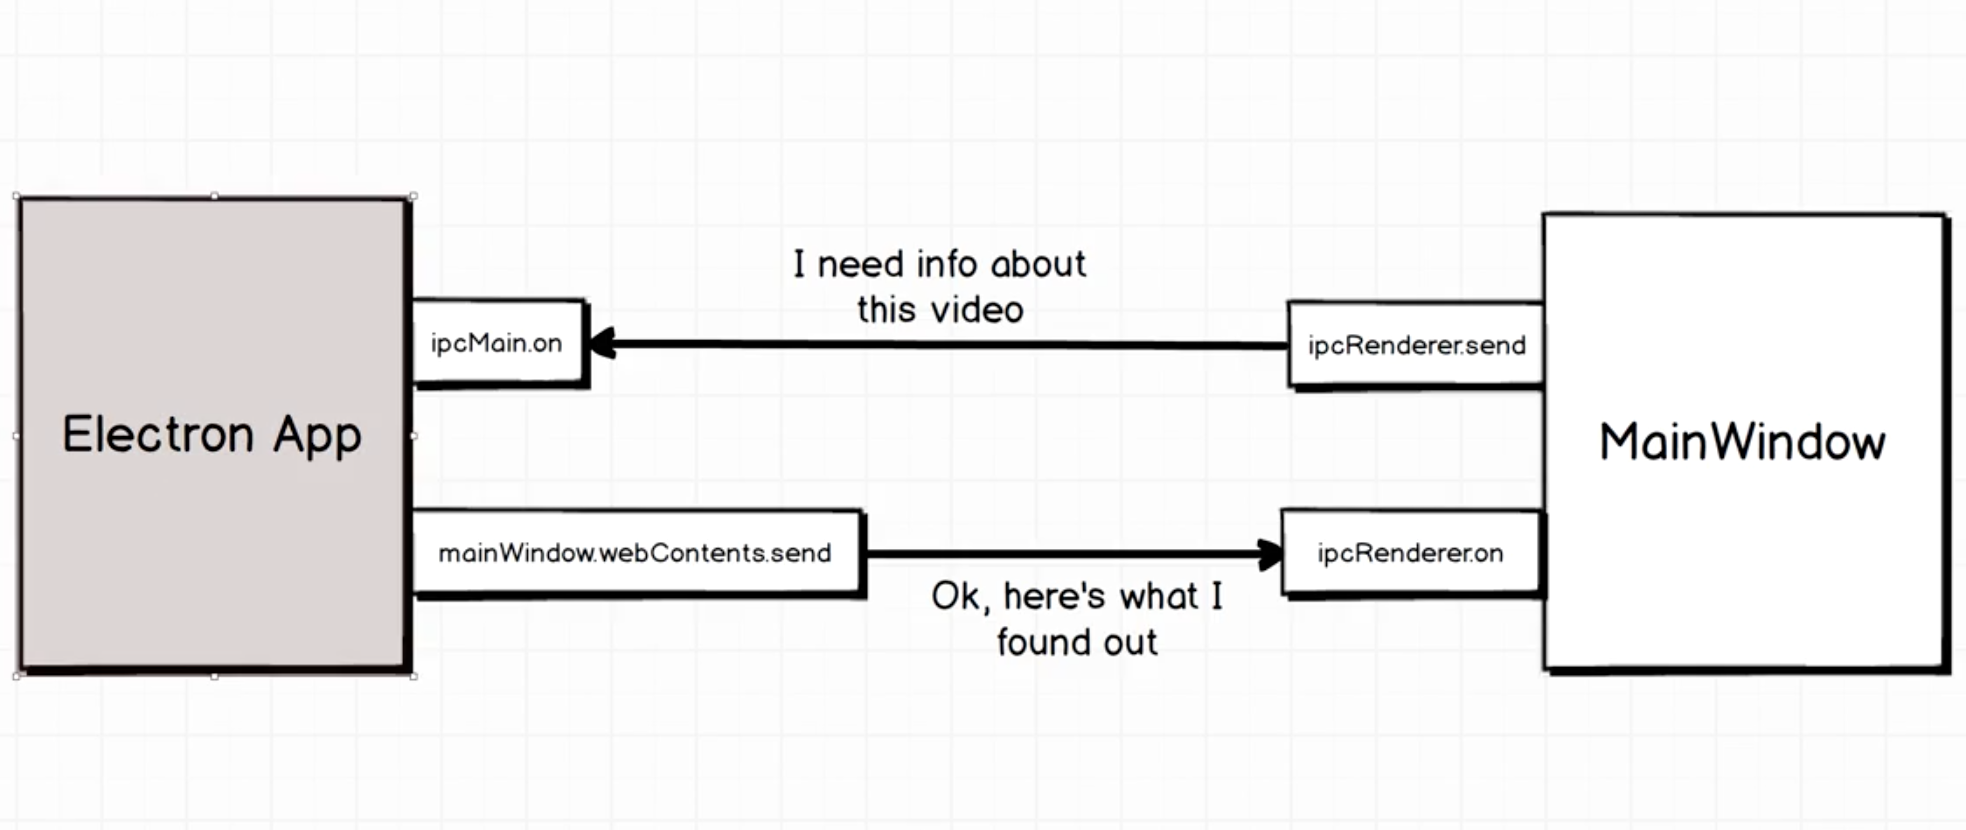 I need info about
this video
ipcMain.on
ipcRenderer.send
Electron App
MainWindow
mainWindow.webContents.send
ipcRenderer.on
Ok, here's what I
found out